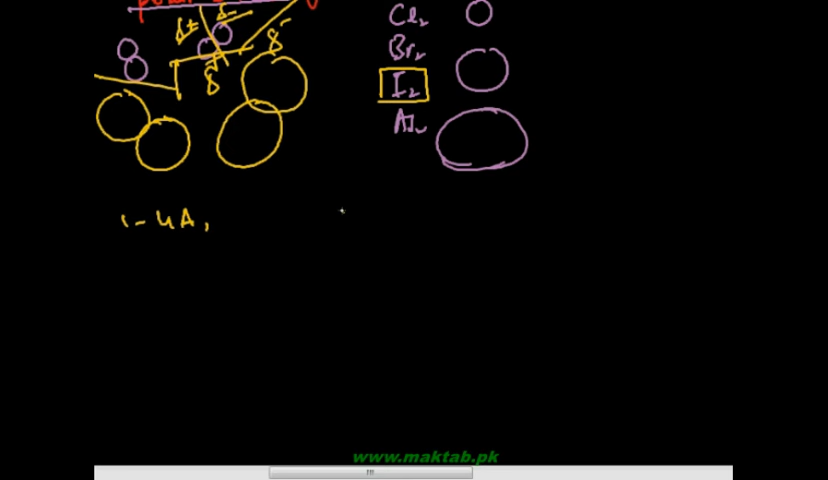 δ+ δ-
δ- δ-
Cl₂
Br₂
I₂
At₂
1-4A,
www.maktab.pk